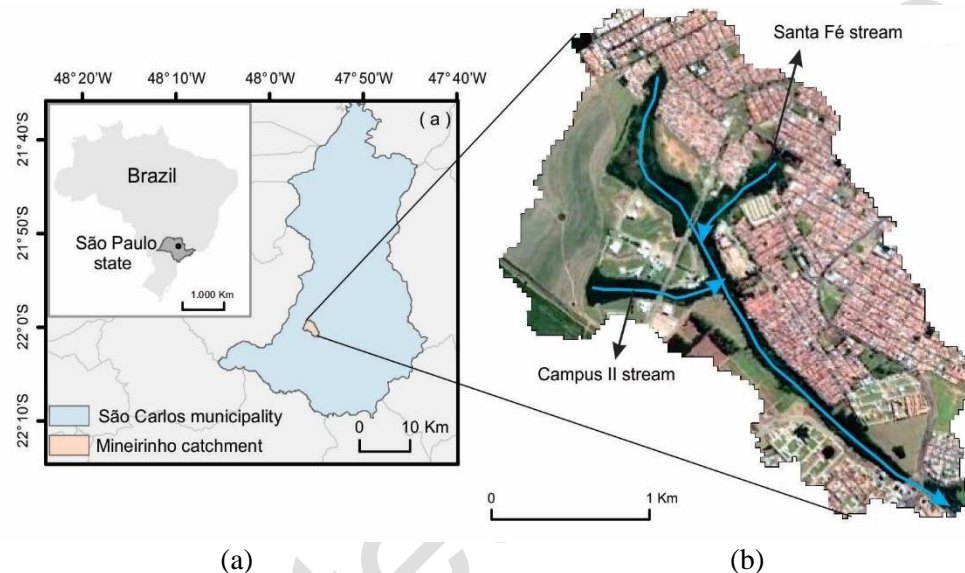 Santa Fé stream
48°20'W 48°10'W 48°0'W 47°50'W 47°40'W
( a )
21°40'S
Brazil
21°50'S
São Paulo
state
1.000 Km
22°0'S
Campus II stream
22°10'S
São Carlos municipality
0 10 Km
Mineirinho catchment
0 1 Km
(a) (b)